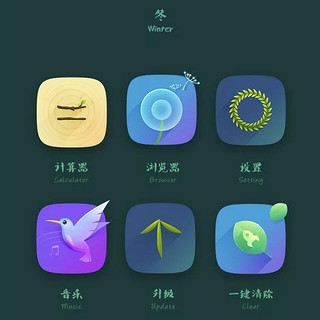 冬
Winter
计算器 浏览器 设置
Calculator Browser Setting
音乐 升级 一键清除
Music Update Clear